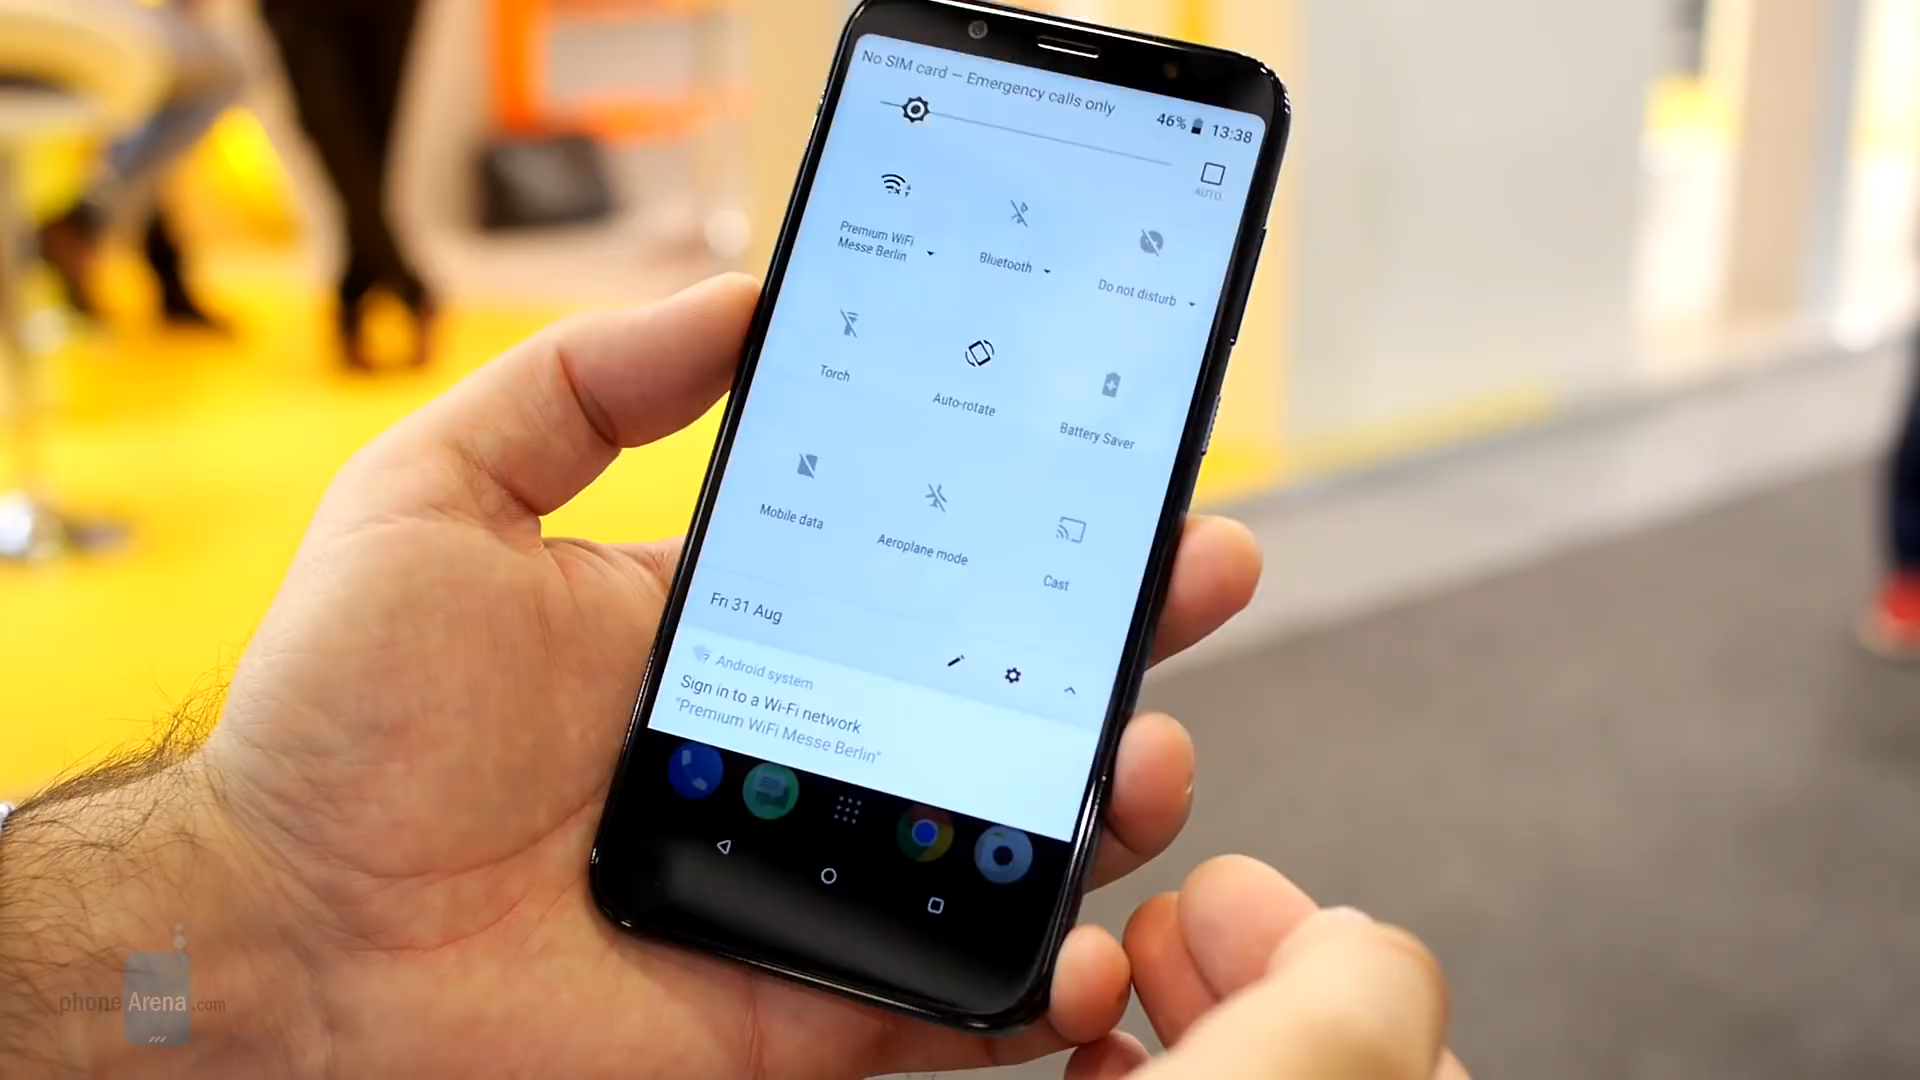 No SIM card – Emergency calls only
46% 13:38
AUTO
Premium WiFi
Messe Berlin
Bluetooth
Do not disturb
Torch
Auto-rotate
Battery Saver
Mobile data
Aeroplane mode
Cast
Fri 31 Aug
Android system
Sign in to a Wi-Fi network
"Premium WiFi Messe Berlin"
phoneArena.com